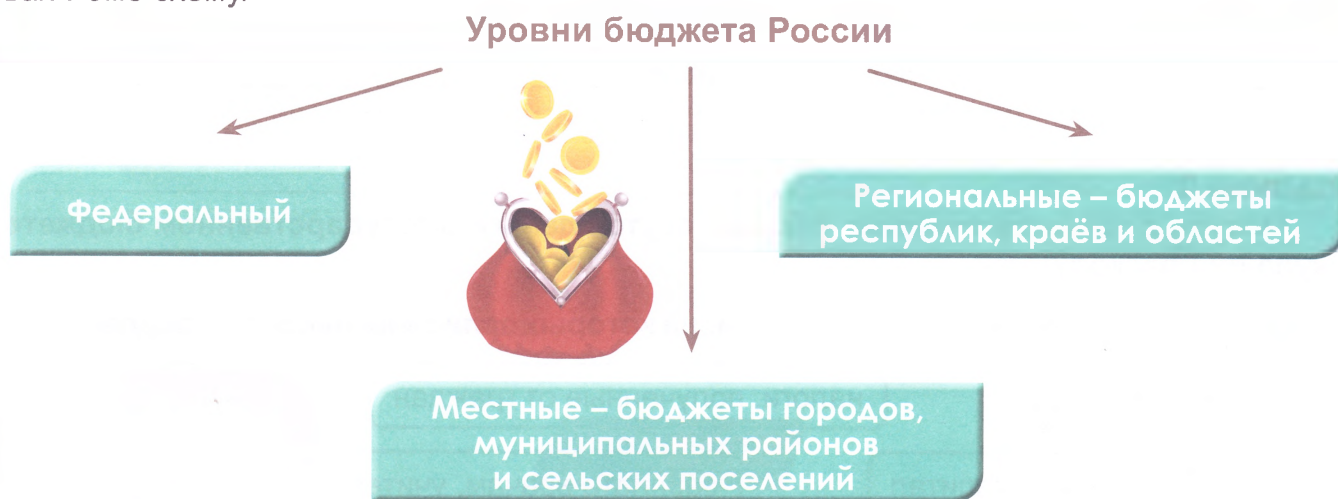 Уровни бюджета России
Федеральный
Региональные – бюджеты
республик, краёв и областей
Местные – бюджеты городов,
муниципальных районов
и сельских поселений